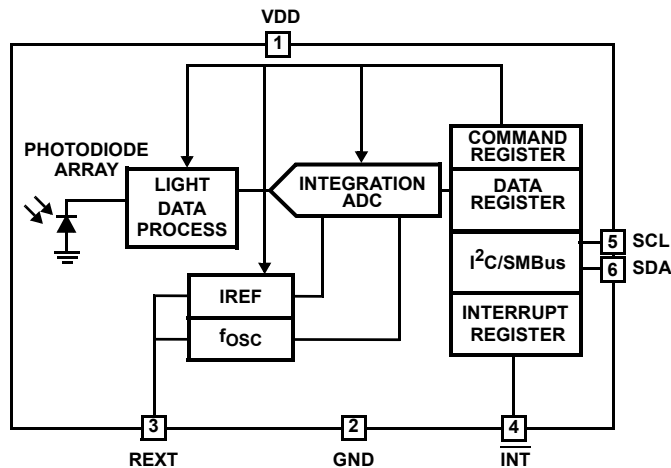 VDD
1
PHOTODIODE
ARRAY
LIGHT
DATA
PROCESS
INTEGRATION
ADC
COMMAND
REGISTER
DATA
REGISTER
I²C/SMBus
INTERRUPT
REGISTER
5 SCL
6 SDA
IREF
fOSC
3
2
4
REXT
GND
INT